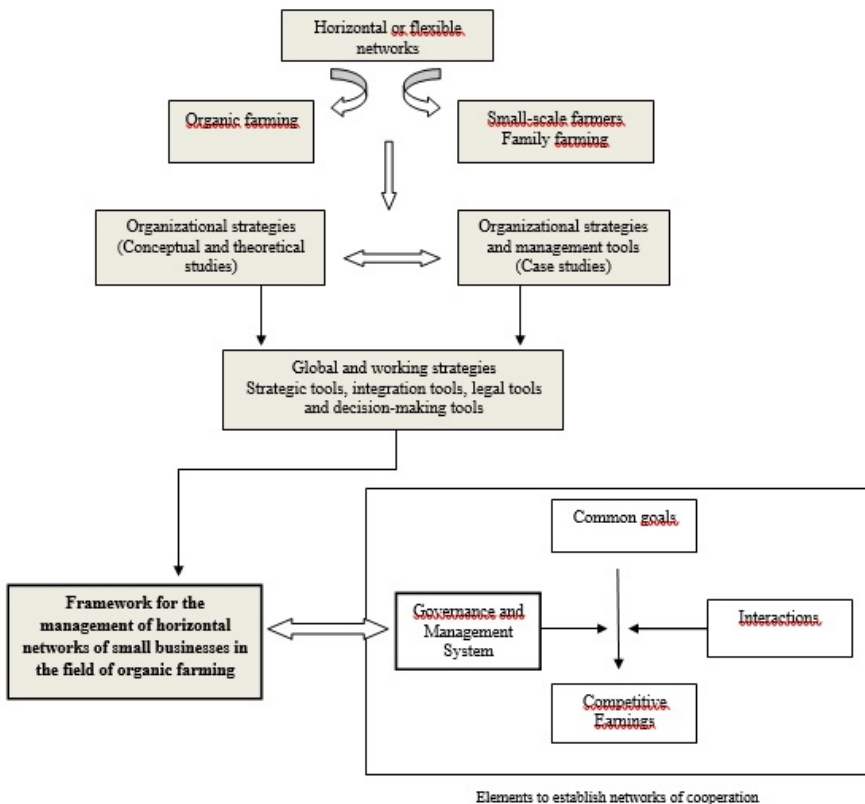 Horizontal or flexible
networks
Organic farming
Small-scale farmers
Family farming
Organizational strategies
(Conceptual and theoretical
studies)
Organizational strategies
and management tools
(Case studies)
Global and working strategies
Strategic tools, integration tools, legal tools
and decision-making tools
Common goals
Framework for the
management of horizontal
networks of small businesses in
the field of organic farming
Governance and
Management
System
Interactions
Competitive
Earnings
Elements to establish networks of cooperation